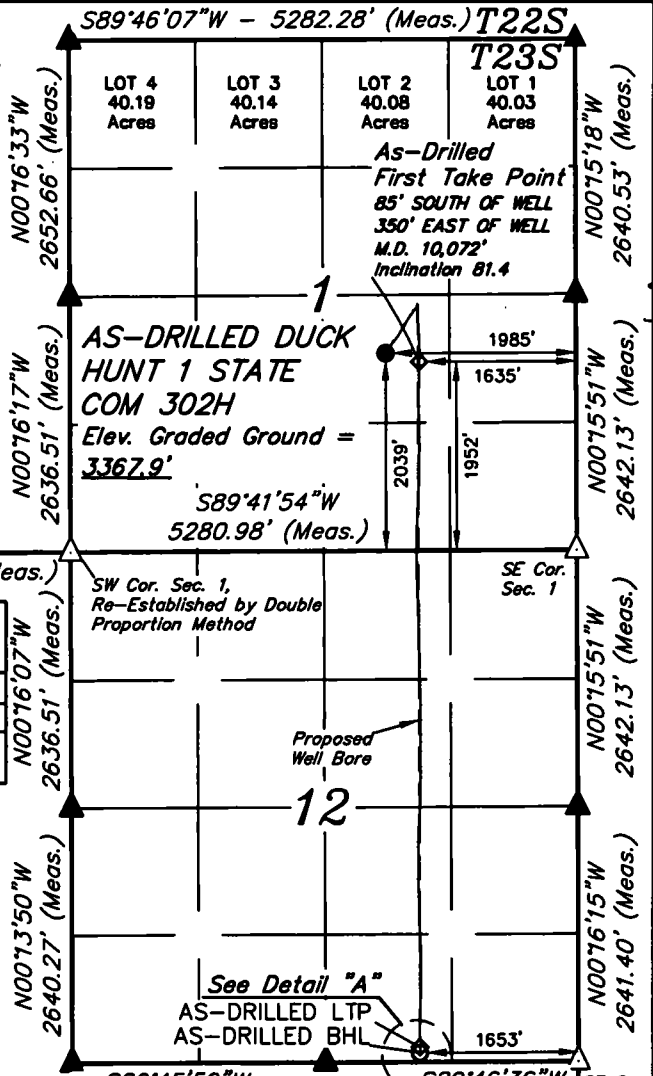 S89°46'07"W – 5282.28' (Meas.)
T22S
T23S
LOT 4
40.19
Acres
LOT 3
40.14
Acres
LOT 2
40.08
Acres
LOT 1
40.03
Acres
N00°16'33"W
2652.66' (Meas.)
N00°15'18"W
2640.53' (Meas.)
As-Drilled
First Take Point
85' SOUTH OF WELL
350' EAST OF WELL
M.D. 10,072'
Inclination 81.4
1
AS-DRILLED DUCK
HUNT 1 STATE
COM 302H
Elev. Graded Ground =
3367.9'
1985'
1635'
2039'
1952'
N00°16'17"W
2636.51' (Meas.)
N00°15'51"W
2642.13' (Meas.)
S89°41'54"W
5280.98' (Meas.)
eas.)
SW Cor. Sec. 1,
Re-Established by Double
Proportion Method
SE Cor.
Sec. 1
N00°16'07"W
2636.51' (Meas.)
N00°15'51"W
2642.13' (Meas.)
Proposed
Well Bore
12
N00°13'50"W
2640.27' (Meas.)
N00°16'15"W
2641.40' (Meas.)
See Detail "A"
AS-DRILLED LTP
AS-DRILLED BHL
1653'